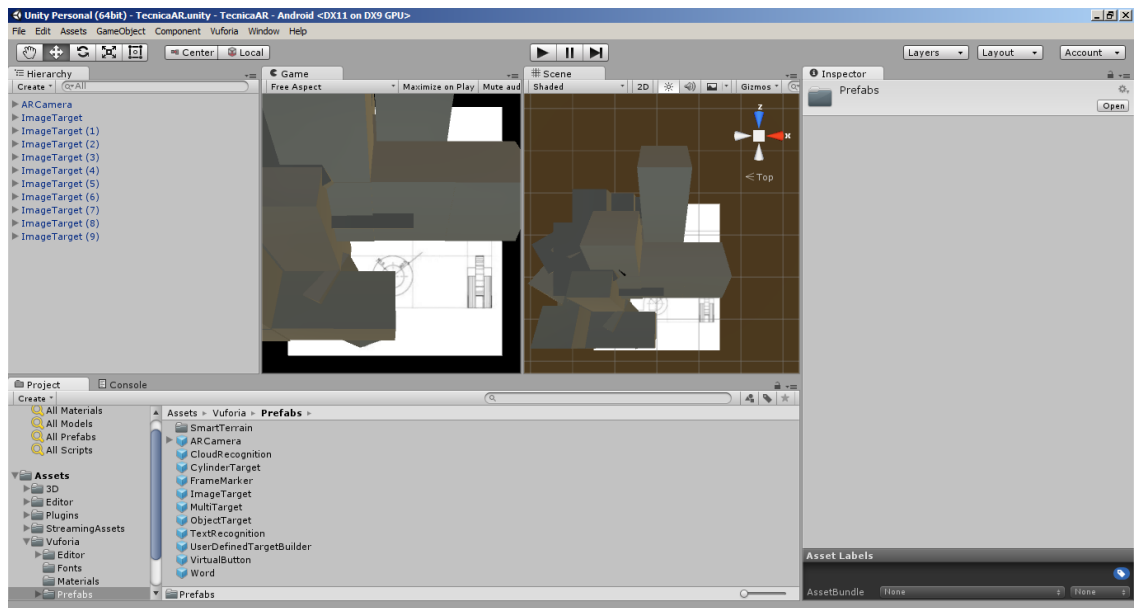 Unity Personal (64bit) - TecnicaAR.unity - TecnicaAR - Android <DX11 on DX9 GPU>
File Edit Assets GameObject Component Vuforia Window Help
Center Local Layers Layout Account
Hierarchy
Create All
ARCamera
ImageTarget
ImageTarget (1)
ImageTarget (2)
ImageTarget (3)
ImageTarget (4)
ImageTarget (5)
ImageTarget (6)
ImageTarget (7)
ImageTarget (8)
ImageTarget (9)
Game
Free Aspect Maximize on Play Mute aud
Scene
Shaded 2D Gizmos All
z
x
Top
Inspector
Prefabs
Open
Project Console
Create
All Materials
All Models
All Prefabs
All Scripts
Assets
3D
Editor
Plugins
StreamingAssets
Vuforia
Editor
Fonts
Materials
Prefabs
Assets Vuforia Prefabs
SmartTerrain
ARCamera
CloudRecognition
CylinderTarget
FrameMarker
ImageTarget
MultiTarget
ObjectTarget
TextRecognition
UserDefinedTargetBuilder
VirtualButton
Word
Prefabs
Asset Labels
AssetBundle None None